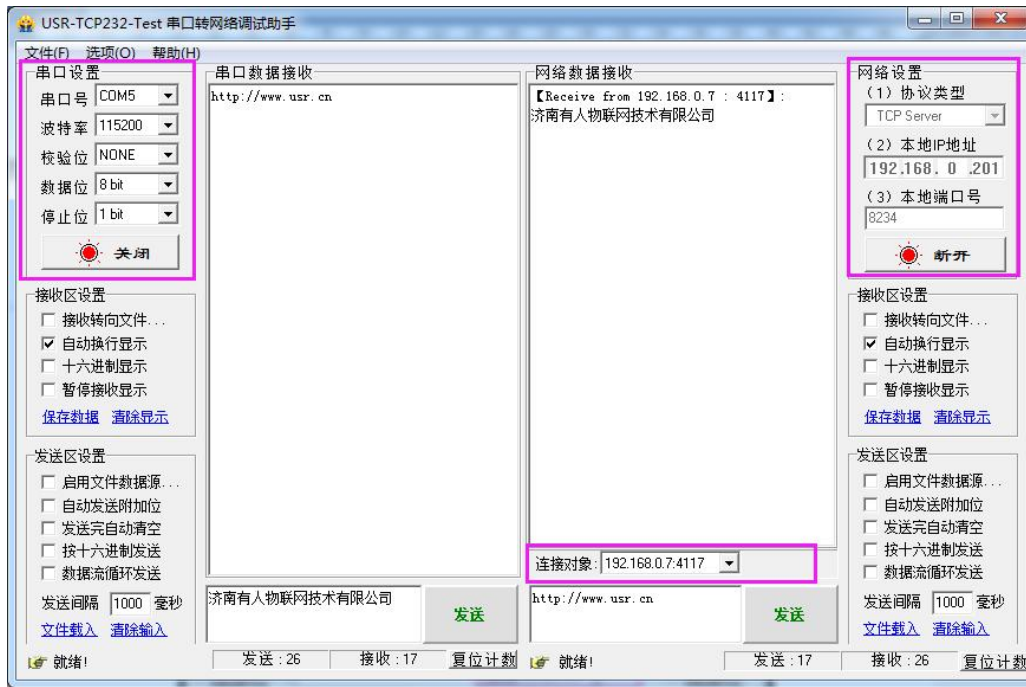 USR-TCP232-Test 串口转网络调试助手
文件(F) 选项(O) 帮助(H)
串口设置
串口号 COM5
波特率 115200
校验位 NONE
数据位 8 bit
停止位 1 bit
关闭
接收区设置
接收转向文件...
自动换行显示
十六进制显示
暂停接收显示
保存数据 清除显示
发送区设置
启用文件数据源...
自动发送附加位
发送完自动清空
按十六进制发送
数据流循环发送
发送间隔 1000 毫秒
文件载入 清除输入
就绪!
串口数据接收
http://www.usr.cn
济南有人物联网技术有限公司
发送
发送:26 接收:17 复位计数
网络数据接收
【Receive from 192.168.0.7 : 4117】:
济南有人物联网技术有限公司
连接对象: 192.168.0.7:4117
http://www.usr.cn
发送
就绪!
发送:17 接收:26 复位计数
网络设置
(1) 协议类型
TCP Server
(2) 本地IP地址
192.168. 0 .201
(3) 本地端口号
8234
断开
接收区设置
接收转向文件...
自动换行显示
十六进制显示
暂停接收显示
保存数据 清除显示
发送区设置
启用文件数据源...
自动发送附加位
发送完自动清空
按十六进制发送
数据流循环发送
发送间隔 1000 毫秒
文件载入 清除输入